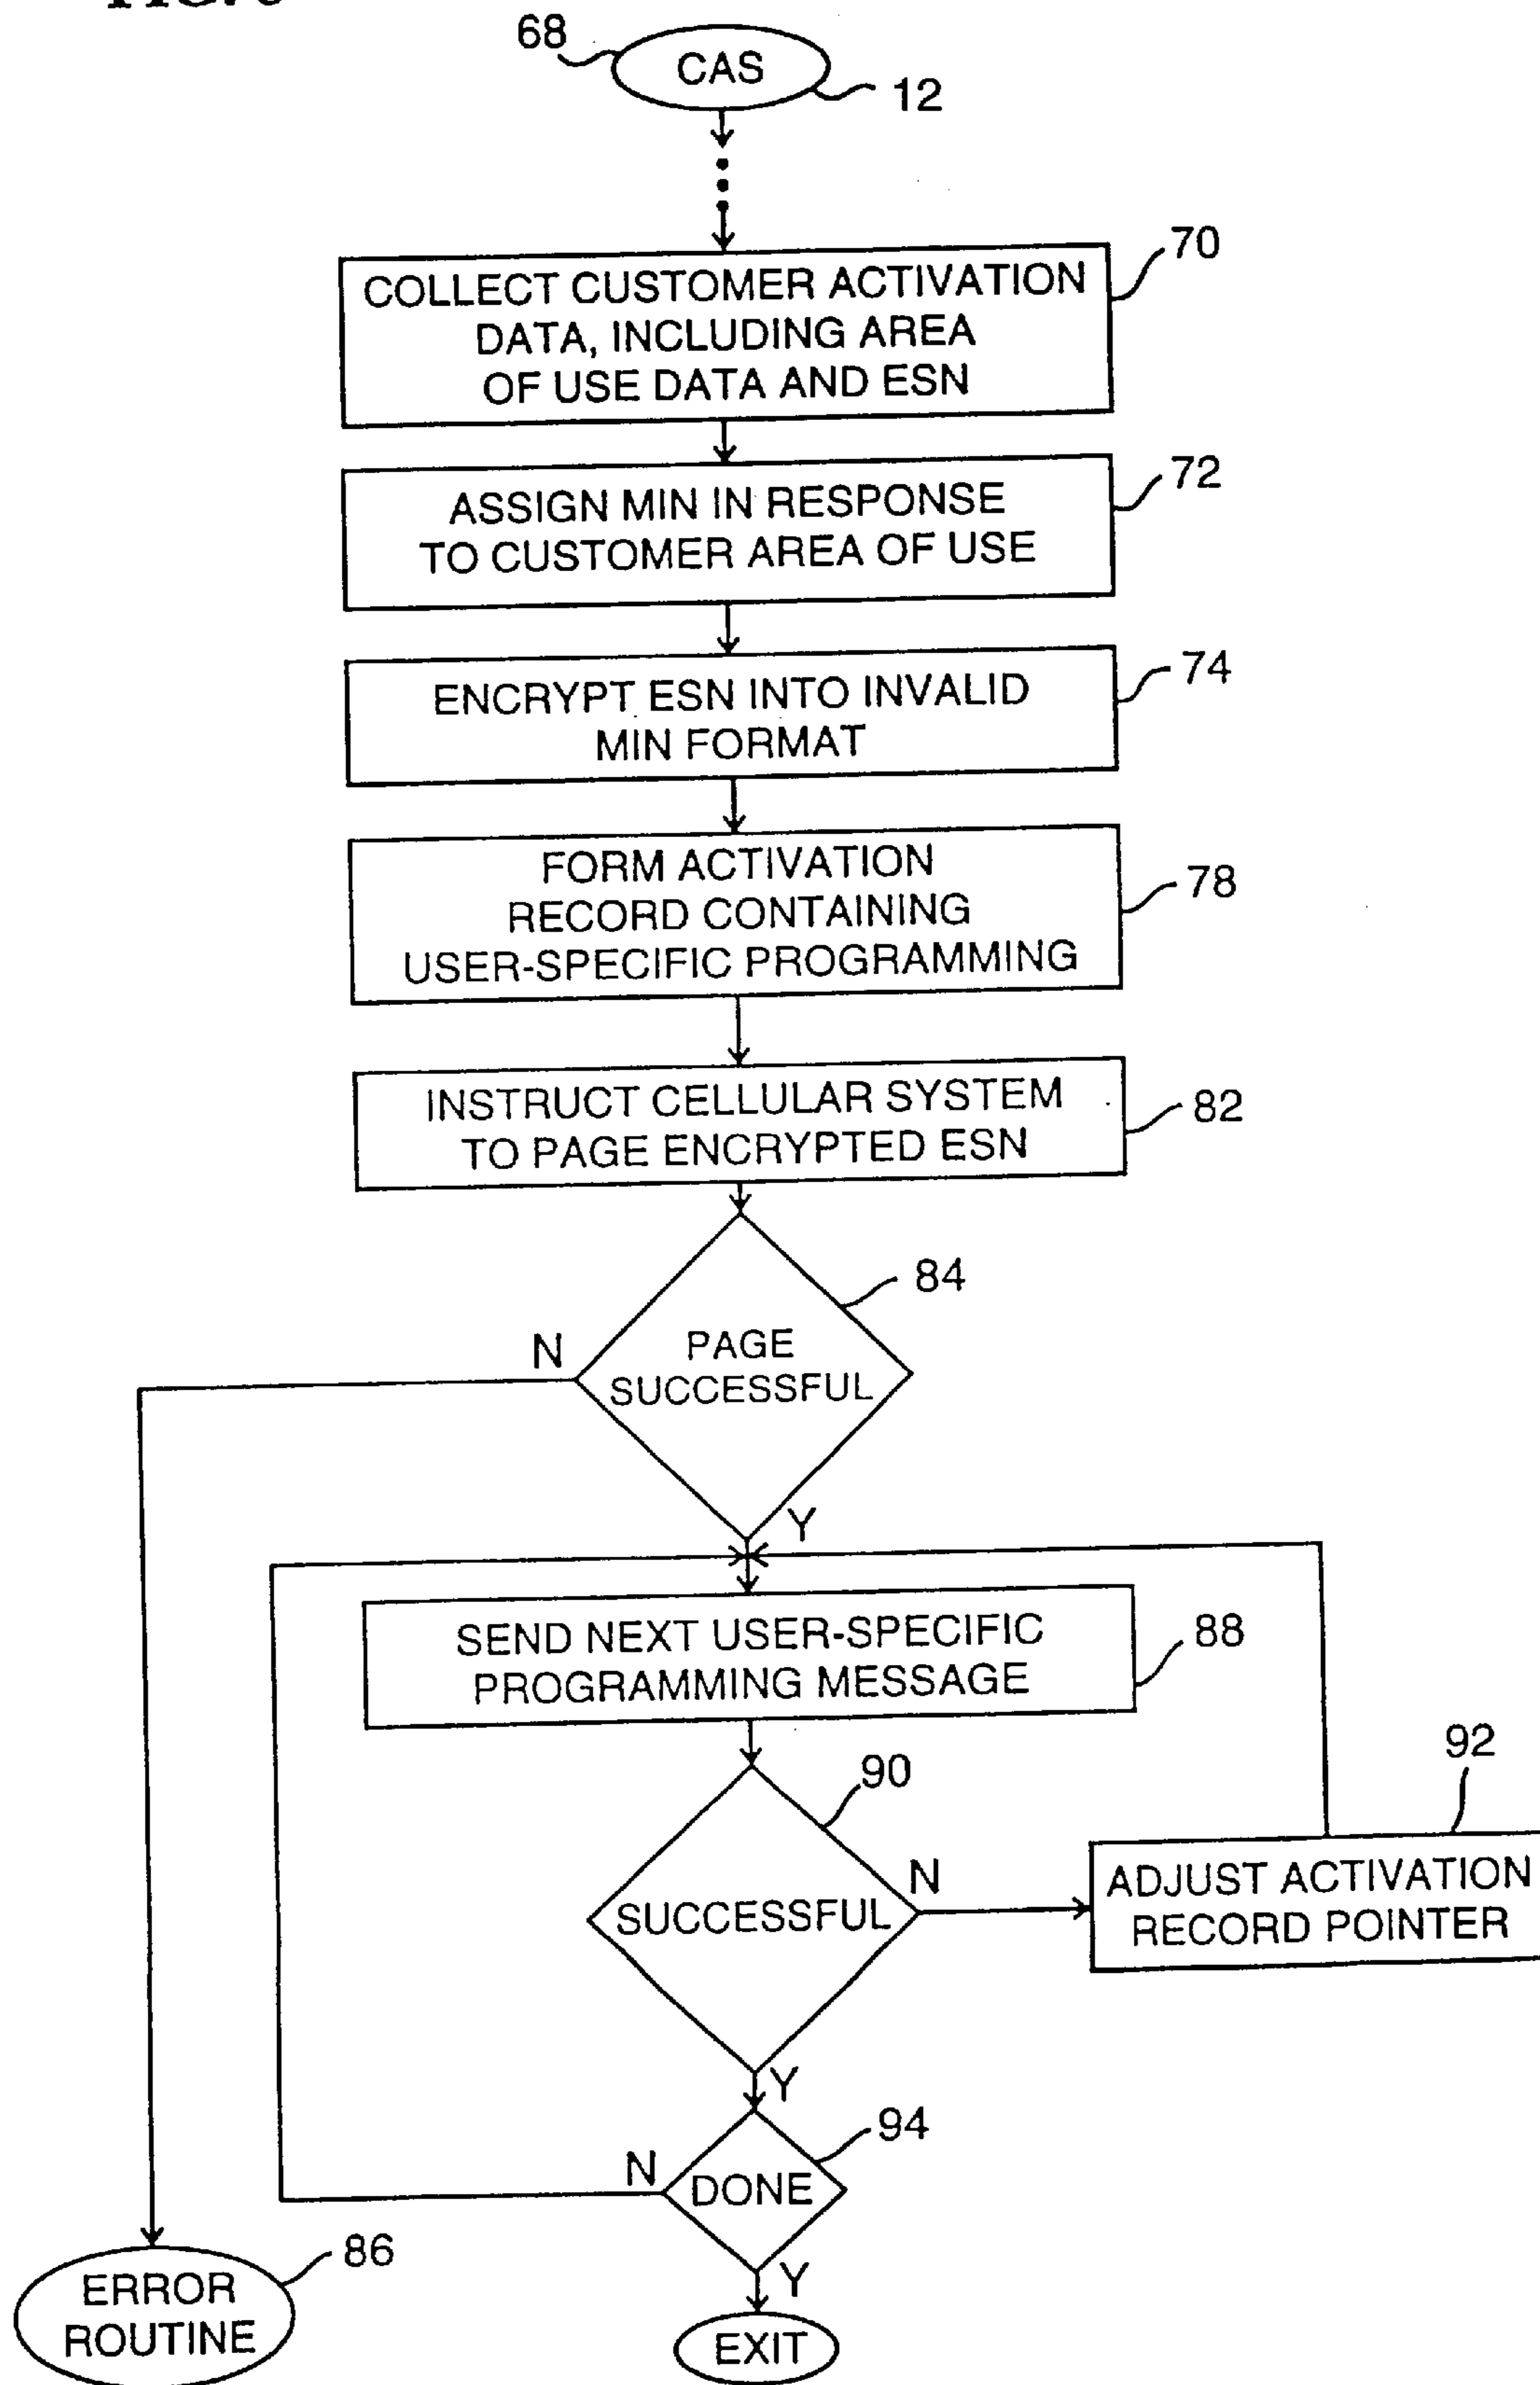 68
CAS
12
70
COLLECT CUSTOMER ACTIVATION
DATA, INCLUDING AREA
OF USE DATA AND ESN
72
ASSIGN MIN IN RESPONSE
TO CUSTOMER AREA OF USE
74
ENCRYPT ESN INTO INVALID
MIN FORMAT
78
FORM ACTIVATION
RECORD CONTAINING
USER-SPECIFIC PROGRAMMING
82
INSTRUCT CELLULAR SYSTEM
TO PAGE ENCRYPTED ESN
84
N
PAGE
SUCCESSFUL
Y
88
SEND NEXT USER-SPECIFIC
PROGRAMMING MESSAGE
90
92
SUCCESSFUL
N
ADJUST ACTIVATION
RECORD POINTER
Y
94
N
DONE
86
Y
ERROR
ROUTINE
EXIT